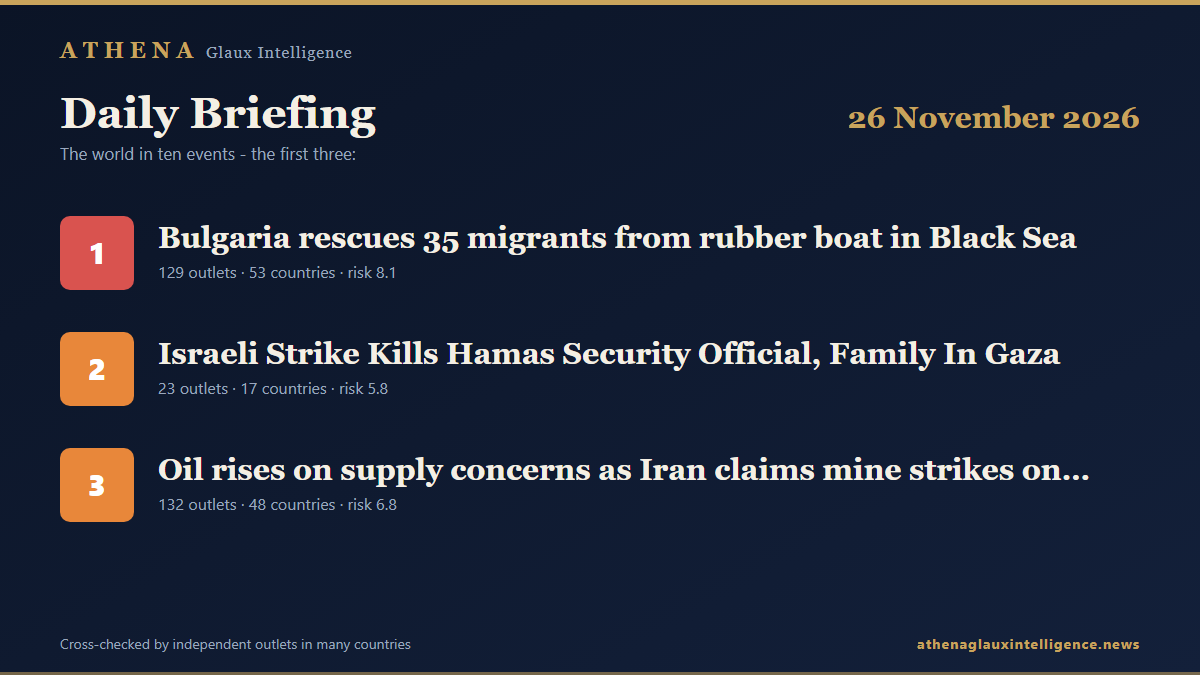 ATHENA Glaux Intelligence
Daily Briefing
26 November 2026
The world in ten events - the first three:
1
Bulgaria rescues 35 migrants from rubber boat in Black Sea
129 outlets · 53 countries · risk 8.1
2
Israeli Strike Kills Hamas Security Official, Family In Gaza
23 outlets · 17 countries · risk 5.8
3
Oil rises on supply concerns as Iran claims mine strikes on...
132 outlets · 48 countries · risk 6.8
Cross-checked by independent outlets in many countries
athenaglauxintelligence.news